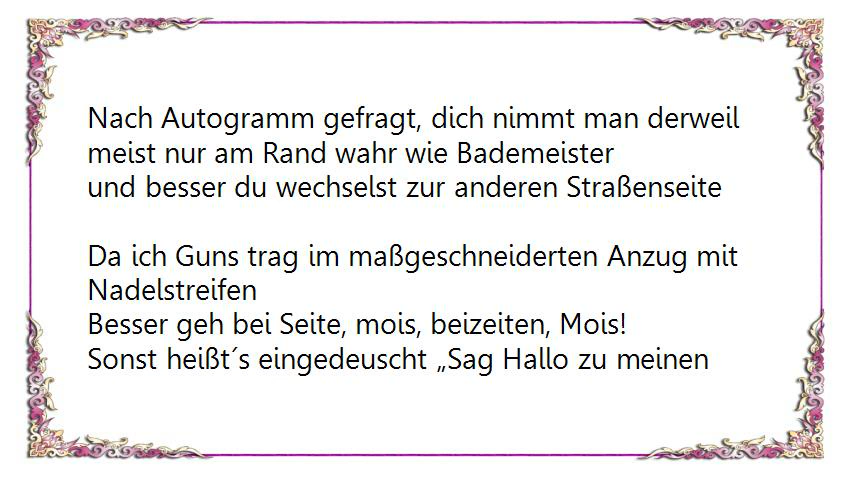 Nach Autogramm gefragt, dich nimmt man derweil
meist nur am Rand wahr wie Bademeister
und besser du wechselst zur anderen Straßenseite
Da ich Guns trag im maßgeschneiderten Anzug mit
Nadelstreifen
Besser geh bei Seite, mois, beizeiten, Mois!
Sonst heißt´s eingedeuscht „Sag Hallo zu meinen